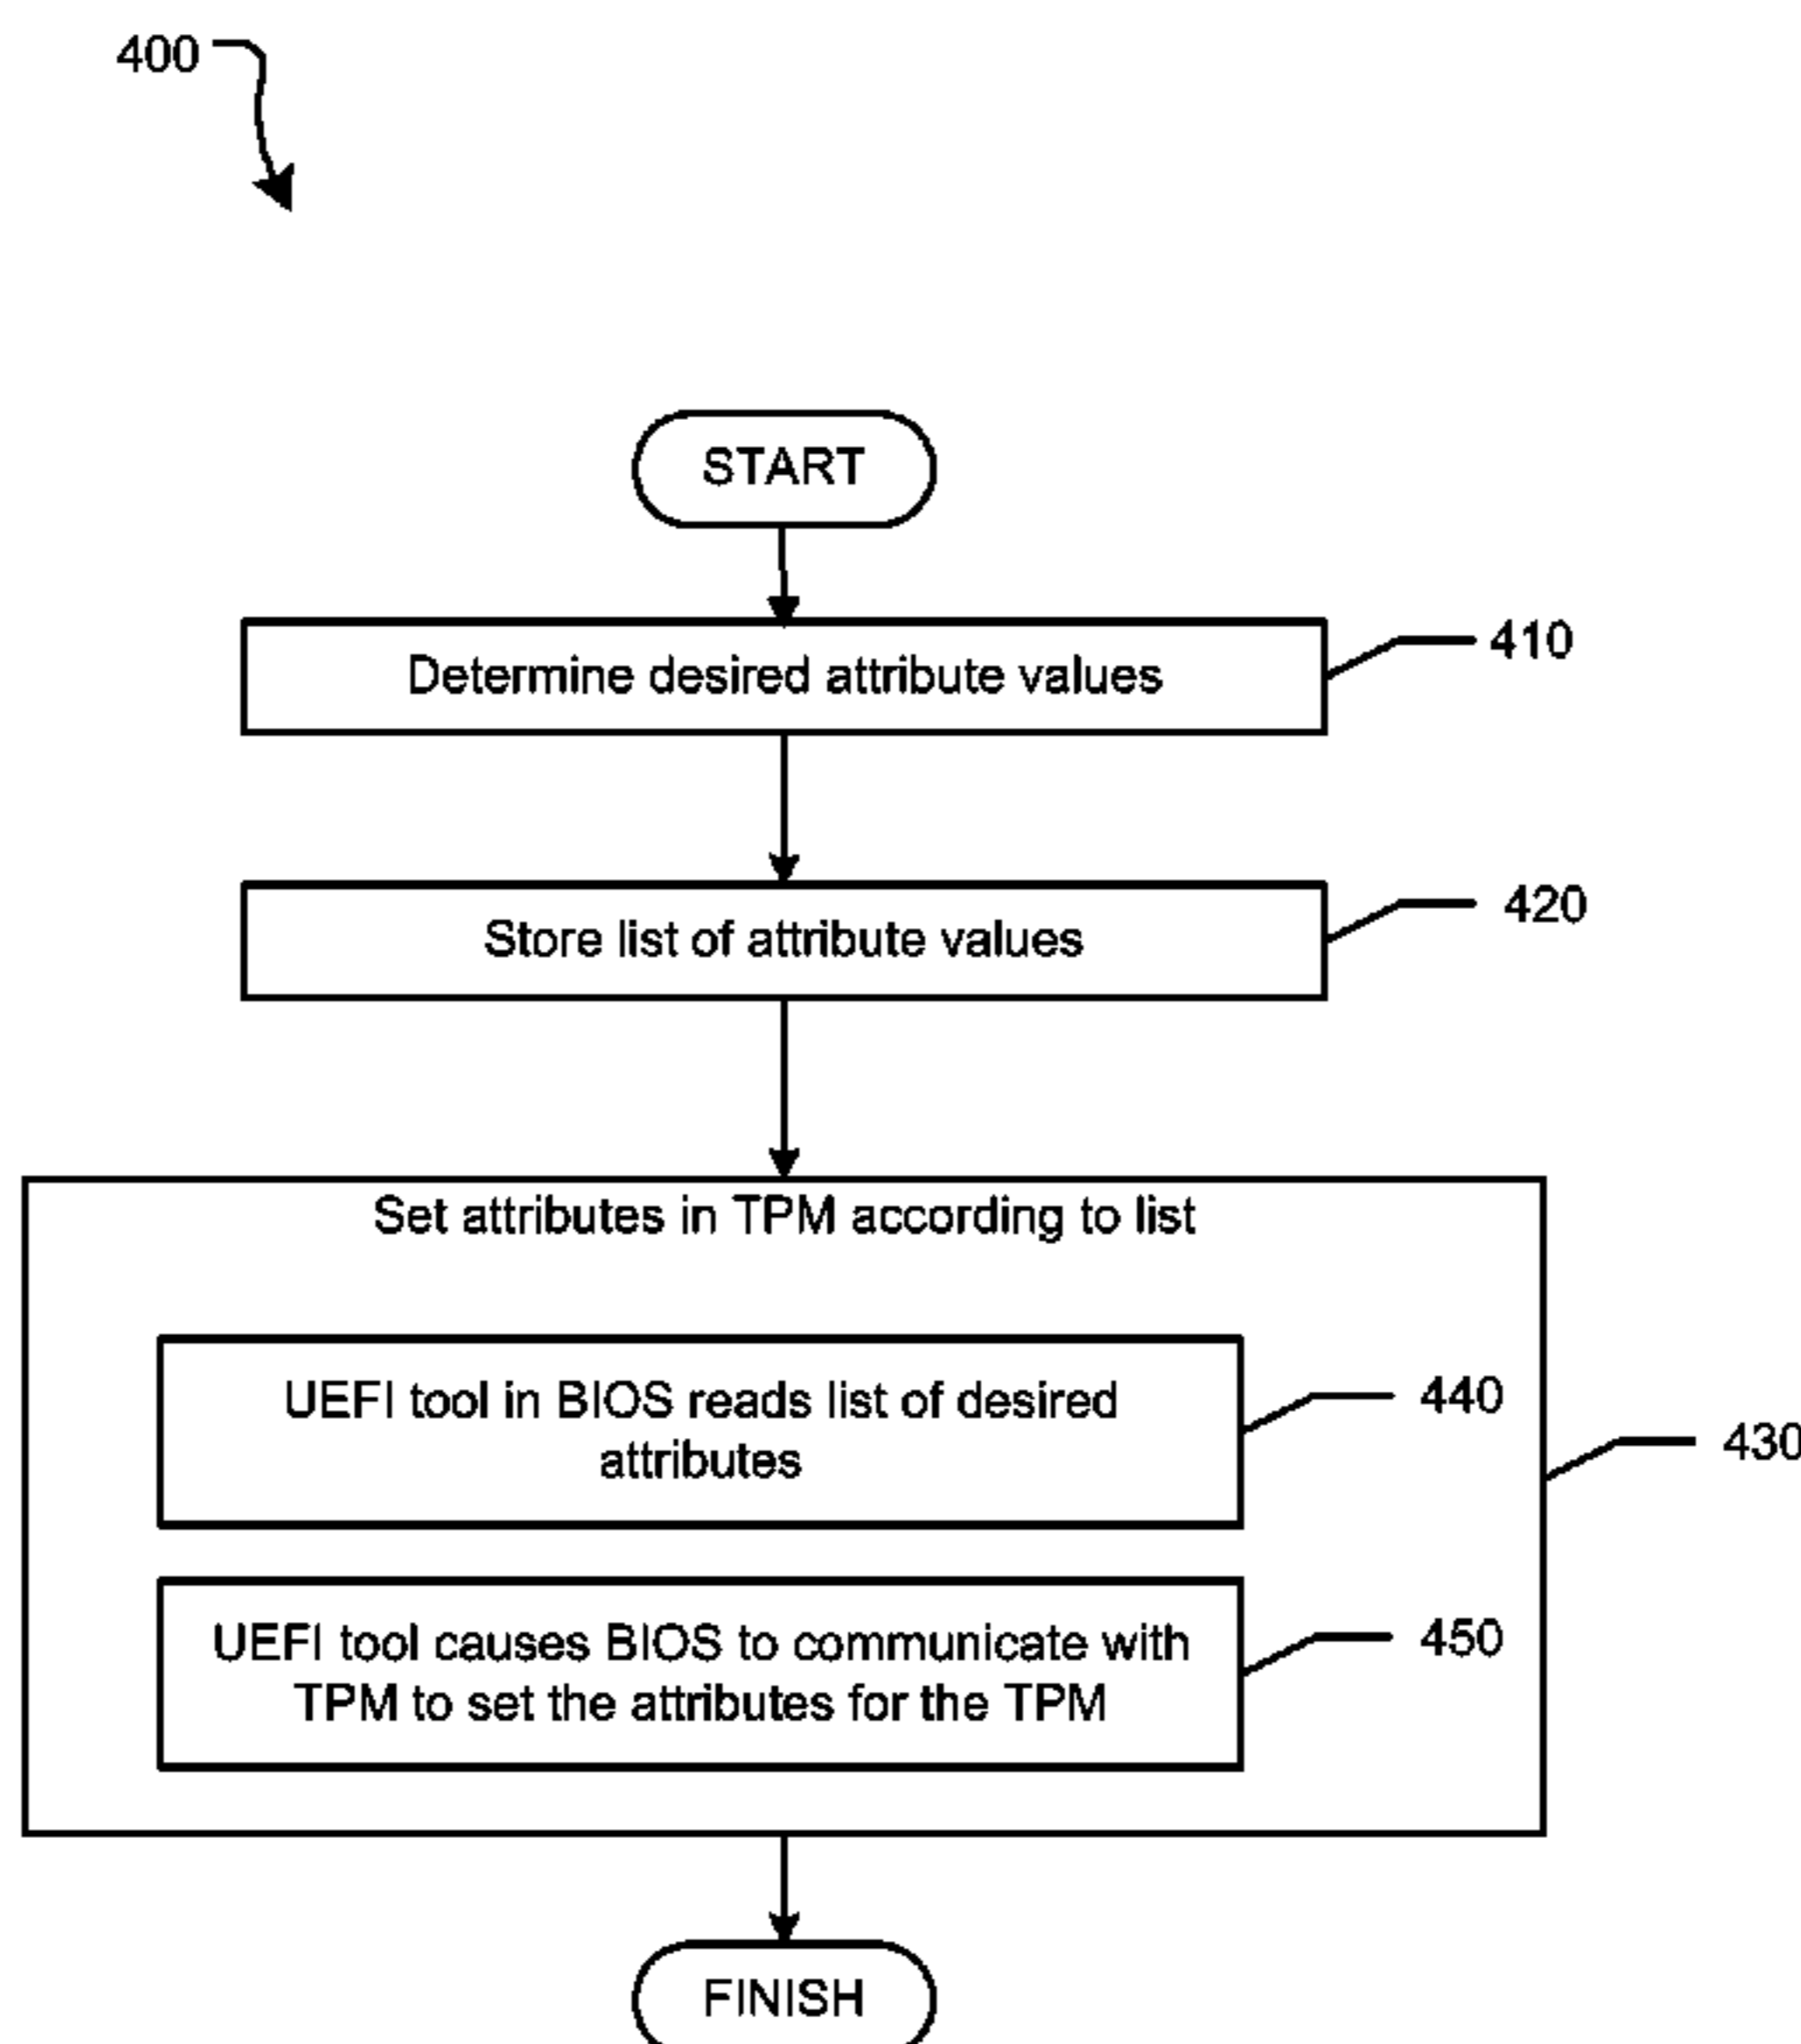 400
START
Determine desired attribute values
410
Store list of attribute values
420
Set attributes in TPM according to list
UEFI tool in BIOS reads list of desired
attributes
440
430
UEFI tool causes BIOS to communicate with
TPM to set the attributes for the TPM
450
FINISH